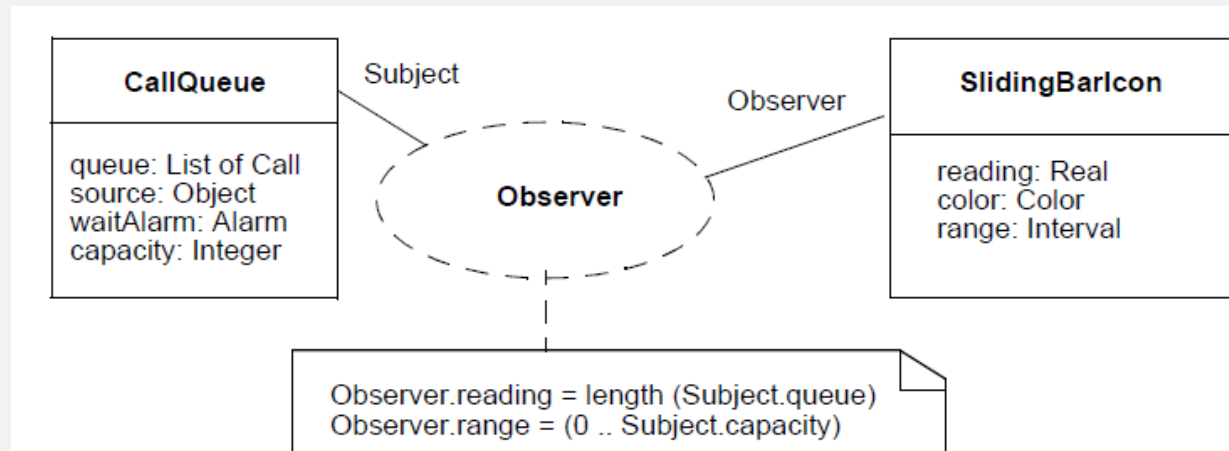 CallQueue
Subject
Observer
SlidingBarIcon
queue: List of Call
source: Object
waitAlarm: Alarm
capacity: Integer
Observer
reading: Real
color: Color
range: Interval
Observer.reading = length (Subject.queue)
Observer.range = (0 .. Subject.capacity)